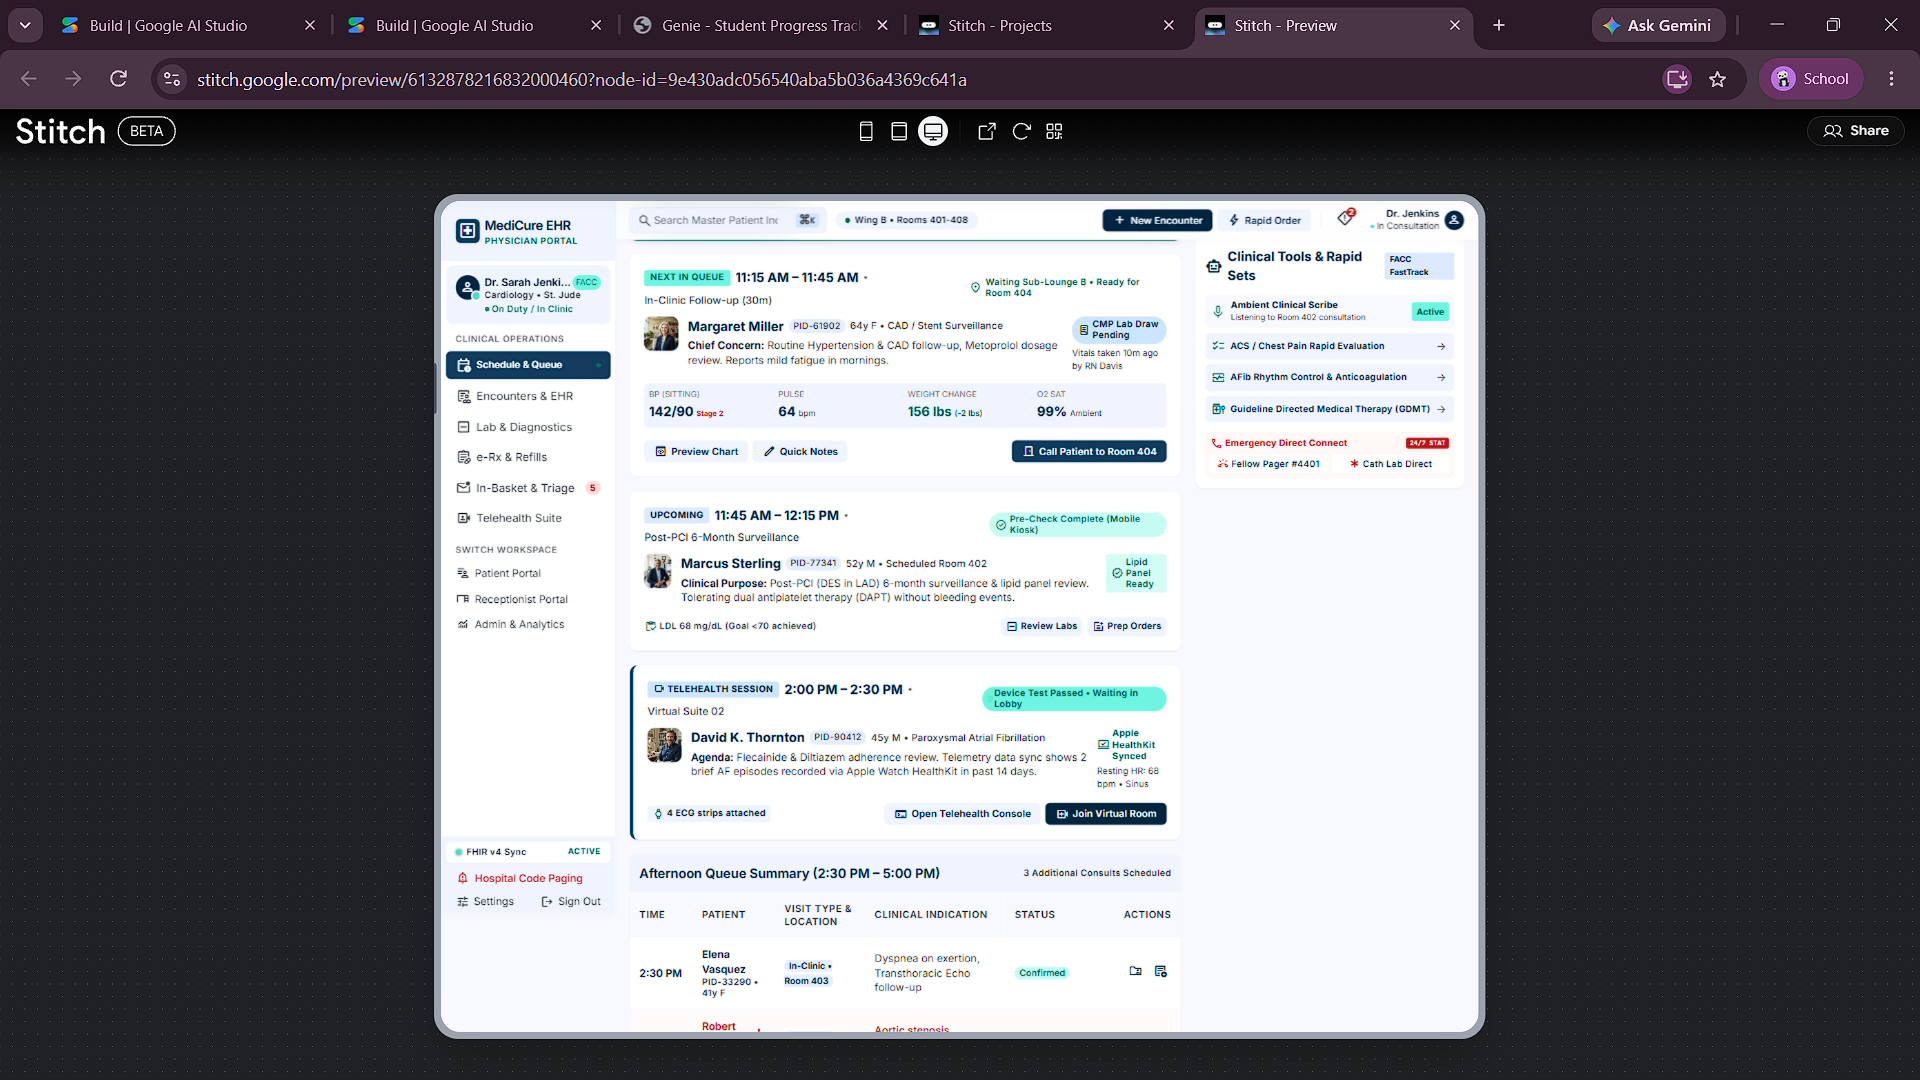 Build | Google AI Studio
Build | Google AI Studio
Genie - Student Progress Track
Stitch - Projects
Stitch - Preview
Ask Gemini
stitch.google.com/preview/6132878216832000460?node-id=9e430adc056540aba5b036a4369c641a
School
Stitch
BETA
Share
MediCure EHR
PHYSICIAN PORTAL
Dr. Sarah Jenki...
FACC
Cardiology • St. Jude
• On Duty / In Clinic
CLINICAL OPERATIONS
Schedule & Queue
Encounters & EHR
Lab & Diagnostics
e-Rx & Refills
In-Basket & Triage
5
Telehealth Suite
SWITCH WORKSPACE
Patient Portal
Receptionist Portal
Admin & Analytics
FHIR v4 Sync
ACTIVE
Hospital Code Paging
Settings
Sign Out
Search Master Patient In
⌘K
Wing B • Rooms 401-408
+ New Encounter
Rapid Order
2
Dr. Jenkins
• In Consultation
NEXT IN QUEUE
11:15 AM – 11:45 AM •
In-Clinic Follow-up (30m)
Waiting Sub-Lounge B • Ready for
Room 404
Margaret Miller
PID-61902
64y F • CAD / Stent Surveillance
Chief Concern: Routine Hypertension & CAD follow-up, Metoprolol dosage
review. Reports mild fatigue in mornings.
CMP Lab Draw
Pending
Vitals taken 10m ago
by RN Davis
BP (SITTING)
142/90 Stage 2
PULSE
64 bpm
WEIGHT CHANGE
156 lbs (-2 lbs)
O2 SAT
99% Ambient
Preview Chart
Quick Notes
Call Patient to Room 404
UPCOMING
11:45 AM – 12:15 PM •
Post-PCI 6-Month Surveillance
Pre-Check Complete (Mobile
Kiosk)
Marcus Sterling
PID-77341
52y M • Scheduled Room 402
Clinical Purpose: Post-PCI (DES in LAD) 6-month surveillance & lipid panel review.
Tolerating dual antiplatelet therapy (DAPT) without bleeding events.
Lipid
Panel
Ready
LDL 68 mg/dL (Goal <70 achieved)
Review Labs
Prep Orders
TELEHEALTH SESSION
2:00 PM – 2:30 PM •
Virtual Suite 02
Device Test Passed • Waiting in
Lobby
David K. Thornton
PID-90412
45y M • Paroxysmal Atrial Fibrillation
Agenda: Flecainide & Diltiazem adherence review. Telemetry data sync shows 2
brief AF episodes recorded via Apple Watch HealthKit in past 14 days.
Apple
HealthKit
Synced
Resting HR: 68
bpm • Sinus
4 ECG strips attached
Open Telehealth Console
Join Virtual Room
Afternoon Queue Summary (2:30 PM – 5:00 PM)
3 Additional Consults Scheduled
TIME
PATIENT
VISIT TYPE &
LOCATION
CLINICAL INDICATION
STATUS
ACTIONS
2:30 PM
Elena
Vasquez
PID-33290 •
41y F
In-Clinic •
Room 403
Dyspnea on exertion,
Transthoracic Echo
follow-up
Confirmed
Robert
Aortic stenosis
Clinical Tools & Rapid
Sets
FACC
FastTrack
Ambient Clinical Scribe
Listening to Room 402 consultation
Active
ACS / Chest Pain Rapid Evaluation
AFib Rhythm Control & Anticoagulation
Guideline Directed Medical Therapy (GDMT)
Emergency Direct Connect
24/7 STAT
Fellow Pager #4401
Cath Lab Direct